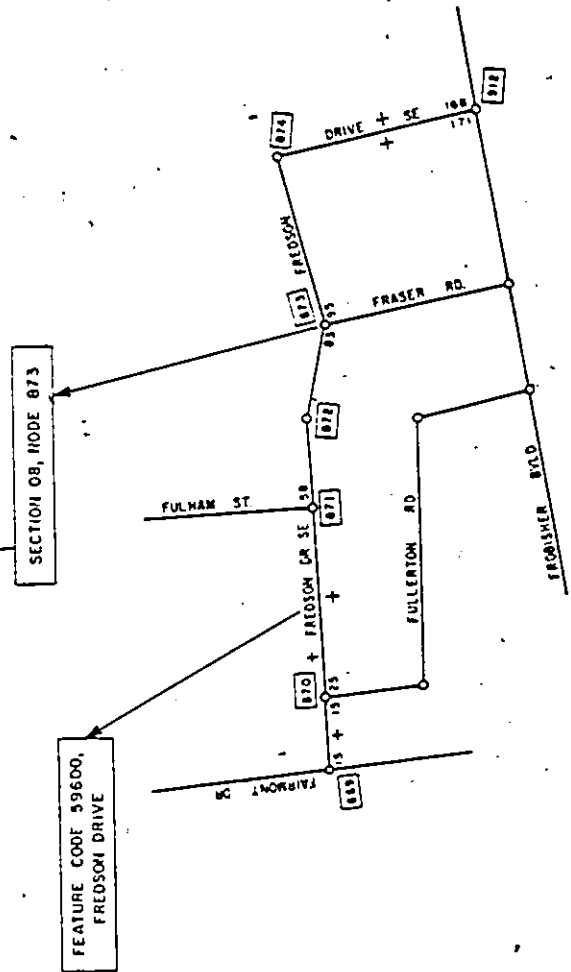 SECTION 08, NODE 873
FEATURE CODE 59600,
FREDSON DRIVE
874
DRIVE SE
168
171
912
FREDSON
873
95
83
FRASER RD.
872
FULHAM ST.
58
871
FREDSON DR SE
FULLERTON RD
FROBISHER BVLD
870
25
15
15
869
FAIRMONT DR